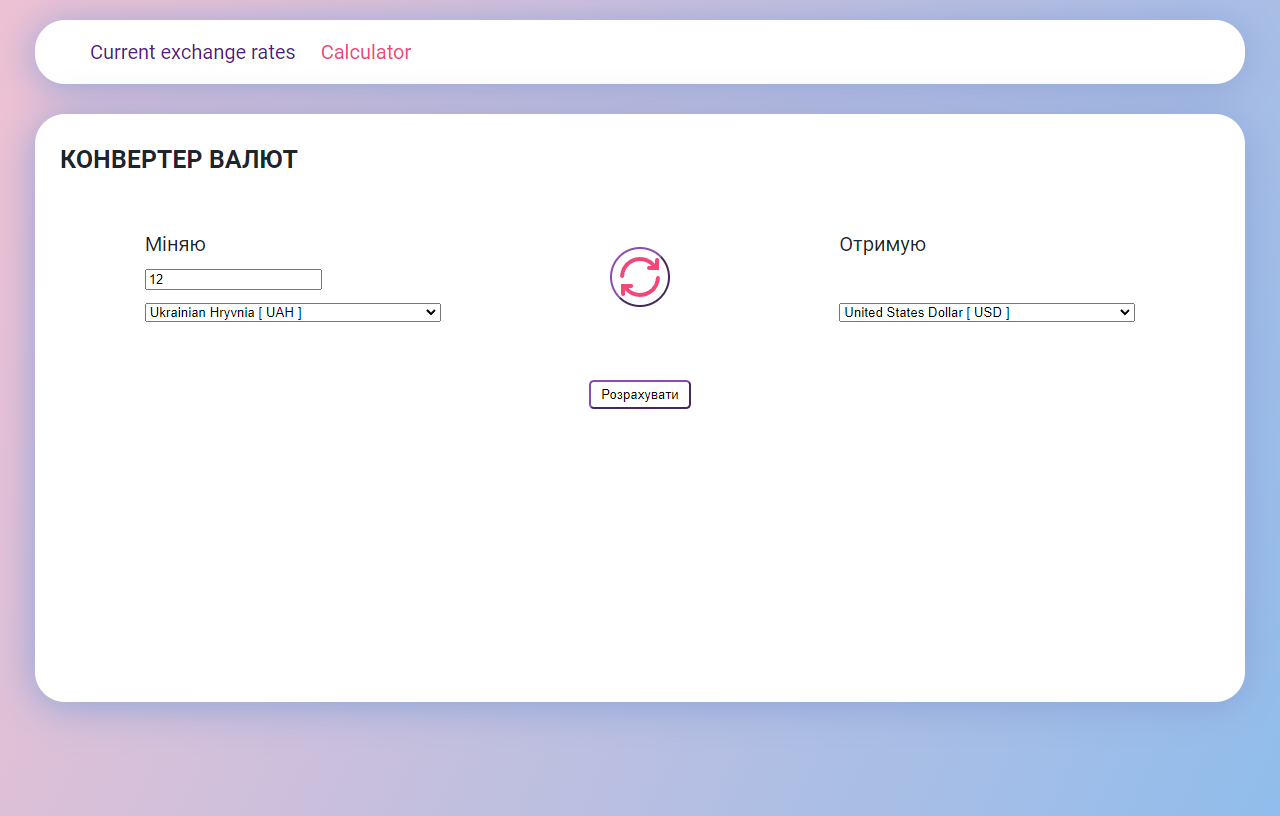 Current exchange rates Calculator
КОНВЕРТЕР ВАЛЮТ
Міняю
Отримую
12
Ukrainian Hryvnia [ UAH ]
United States Dollar [ USD ]
Розрахувати